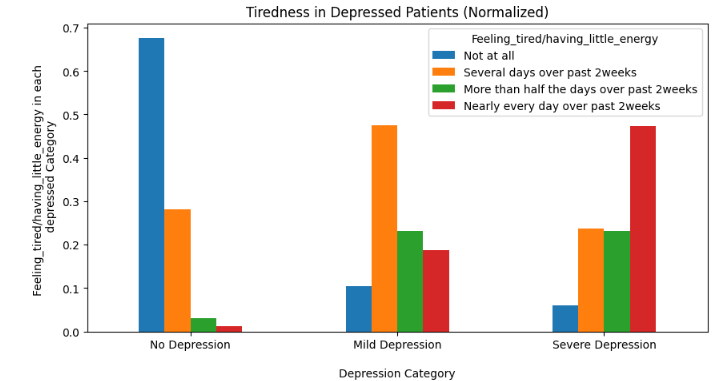 Tiredness in Depressed Patients (Normalized)
Feeling_tired/having_little_energy in each
depressed Category
0.7
0.6
0.5
0.4
0.3
0.2
0.1
0.0
Feeling_tired/having_little_energy
Not at all
Several days over past 2weeks
More than half the days over past 2weeks
Nearly every day over past 2weeks
No Depression
Mild Depression
Severe Depression
Depression Category